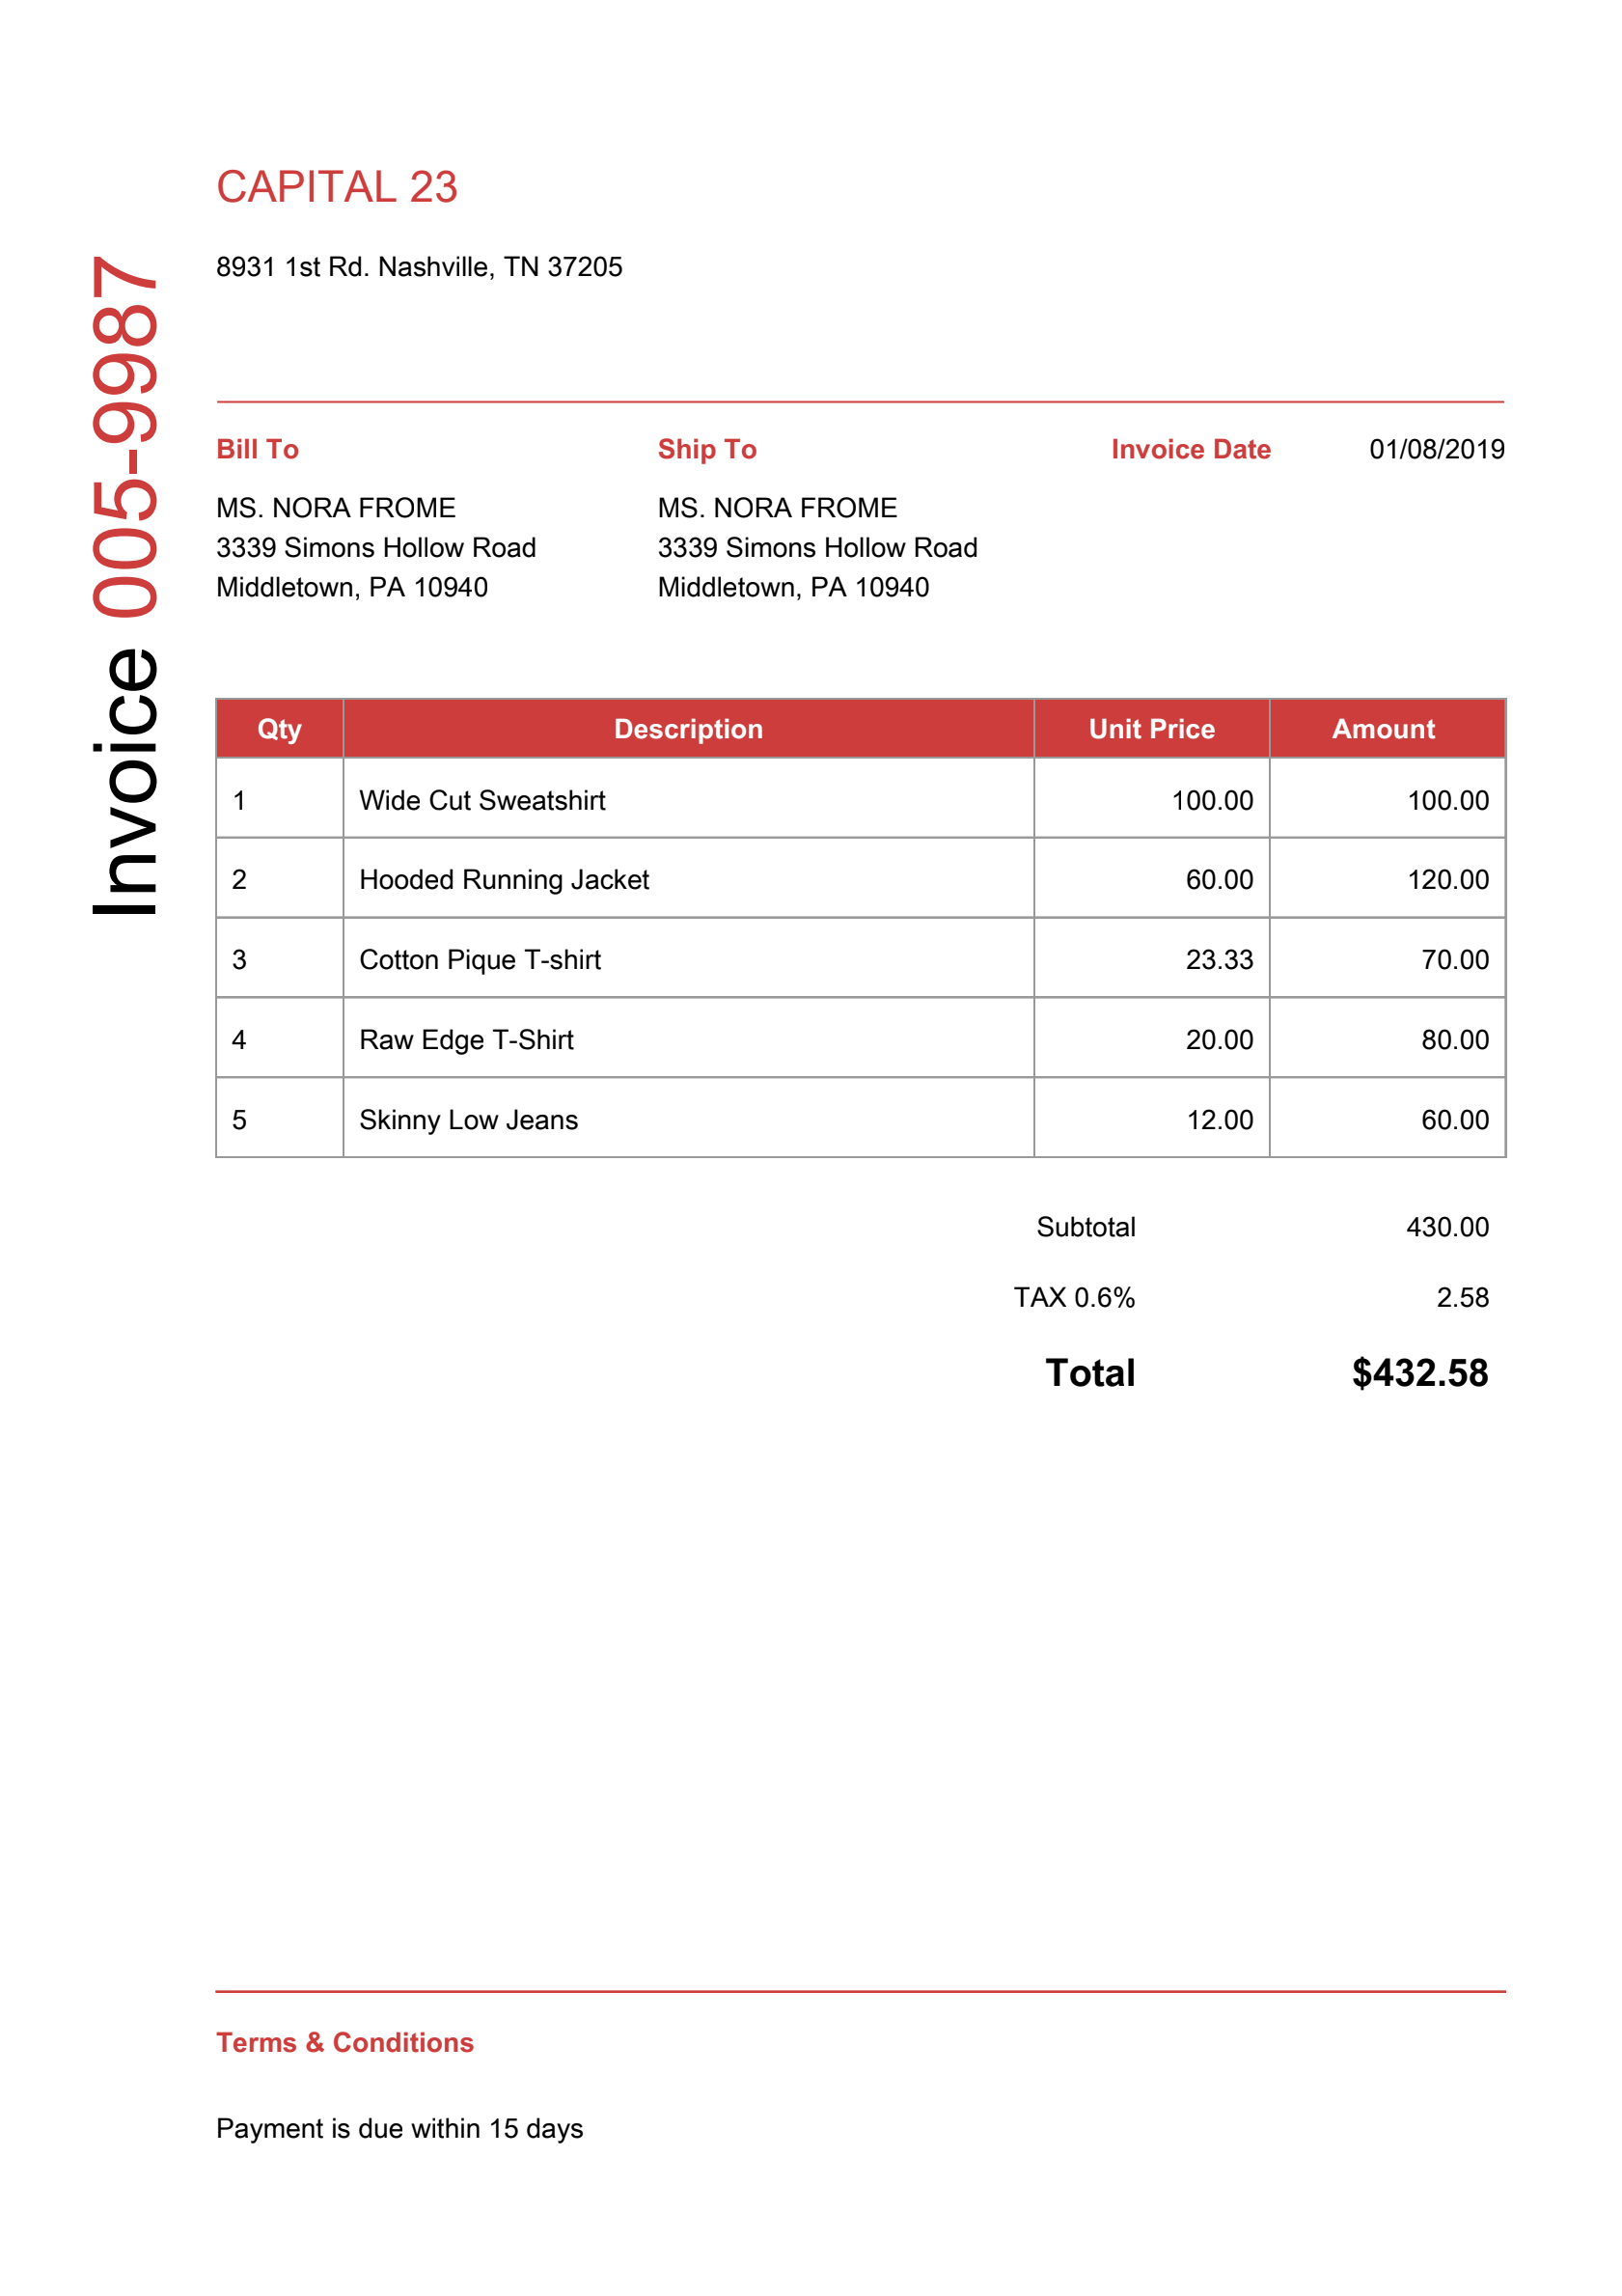 CAPITAL 23
8931 1st Rd. Nashville, TN 37205
Invoice 005-9987
Bill To
MS. NORA FROME
3339 Simons Hollow Road
Middletown, PA 10940
Ship To
MS. NORA FROME
3339 Simons Hollow Road
Middletown, PA 10940
Invoice Date 01/08/2019
Qty Description Unit Price Amount
1 Wide Cut Sweatshirt 100.00 100.00
2 Hooded Running Jacket 60.00 120.00
3 Cotton Pique T-shirt 23.33 70.00
4 Raw Edge T-Shirt 20.00 80.00
5 Skinny Low Jeans 12.00 60.00
Subtotal 430.00
TAX 0.6% 2.58
Total $432.58
Terms & Conditions
Payment is due within 15 days